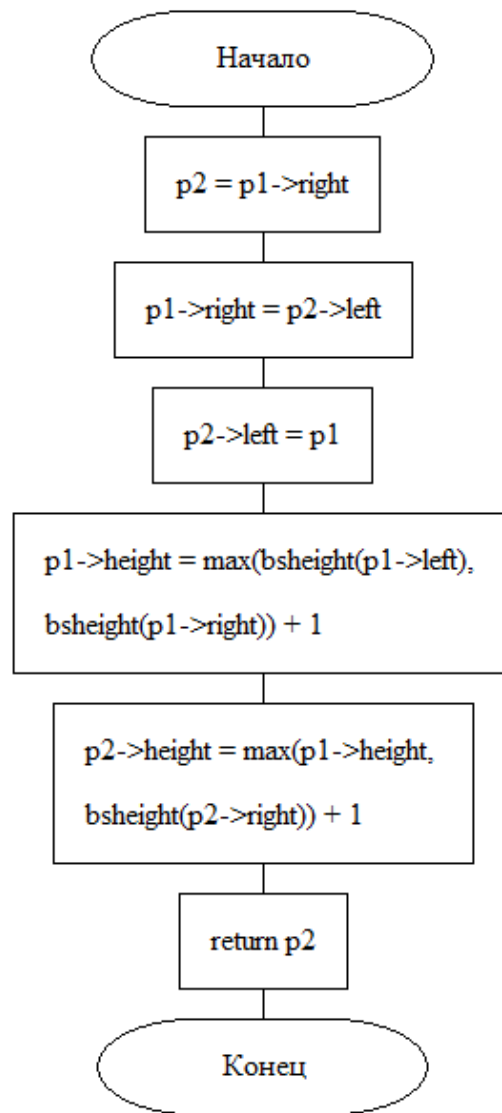 Начало
p2 = p1->right
p1->right = p2->left
p2->left = p1
p1->height = max(bsheight(p1->left),
bsheight(p1->right)) + 1
p2->height = max(p1->height,
bsheight(p2->right)) + 1
return p2
Конец